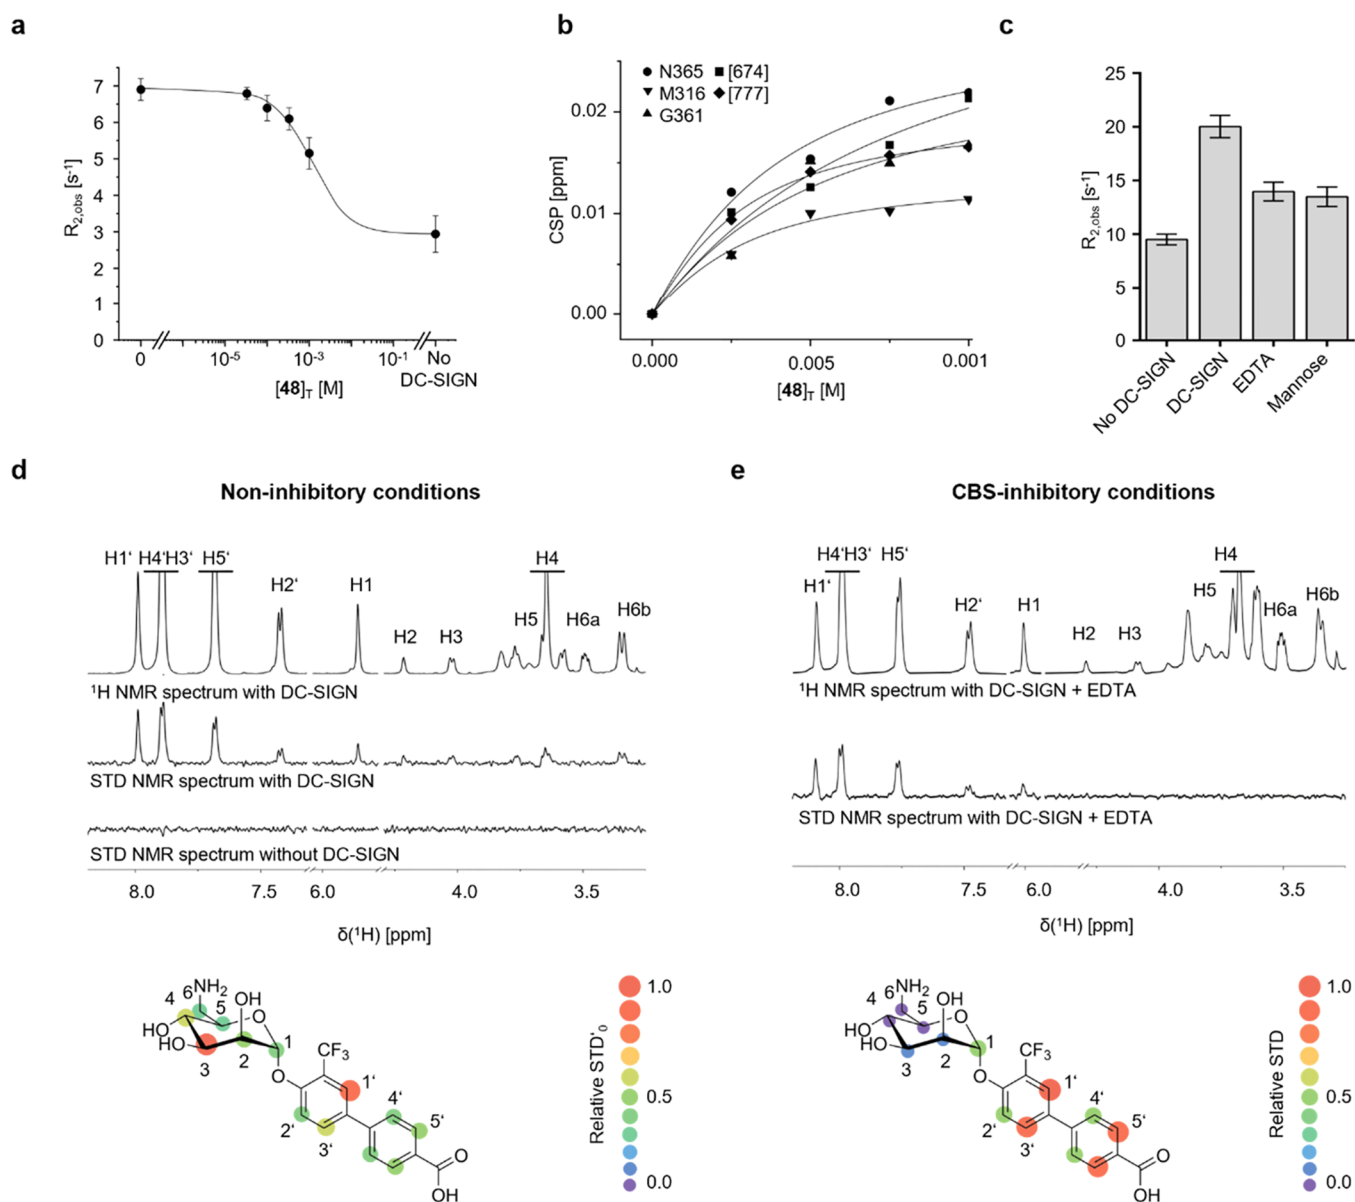 a
7
6
5
4
3
2
1
0
R2,obs [s-1]
0
10-5
10-3
10-1
No
DC-SIGN
[48]T [M]
b
N365
[674]
M316
[777]
G361
0.02
0.01
0.00
CSP [ppm]
0.000
0.005
0.001
[48]T [M]
c
25
20
15
10
5
0
R2,obs [s-1]
No DC-SIGN
DC-SIGN
EDTA
Mannose
d
Non-inhibitory conditions
H1‘ H4‘H3‘ H5‘ H2‘ H1 H2 H3 H5 H4 H6a H6b
1H NMR spectrum with DC-SIGN
STD NMR spectrum with DC-SIGN
STD NMR spectrum without DC-SIGN
8.0 7.5 6.0 4.0 3.5
δ(1H) [ppm]
NH2
4 6 5 OH
HO O 1
HO
3 2 CF3
O 1‘
4‘
2‘ 5‘
3‘
O
OH
Relative STD‘0
1.0
0.5
0.0
e
CBS-inhibitory conditions
H1‘ H4‘H3‘ H5‘ H2‘ H1 H2 H3 H5 H4 H6a H6b
1H NMR spectrum with DC-SIGN + EDTA
STD NMR spectrum with DC-SIGN + EDTA
8.0 7.5 6.0 4.0 3.5
δ(1H) [ppm]
NH2
4 6 5 OH
HO O 1
HO
3 2 CF3
O 1‘
4‘
2‘ 5‘
3‘
O
OH
Relative STD
1.0
0.5
0.0